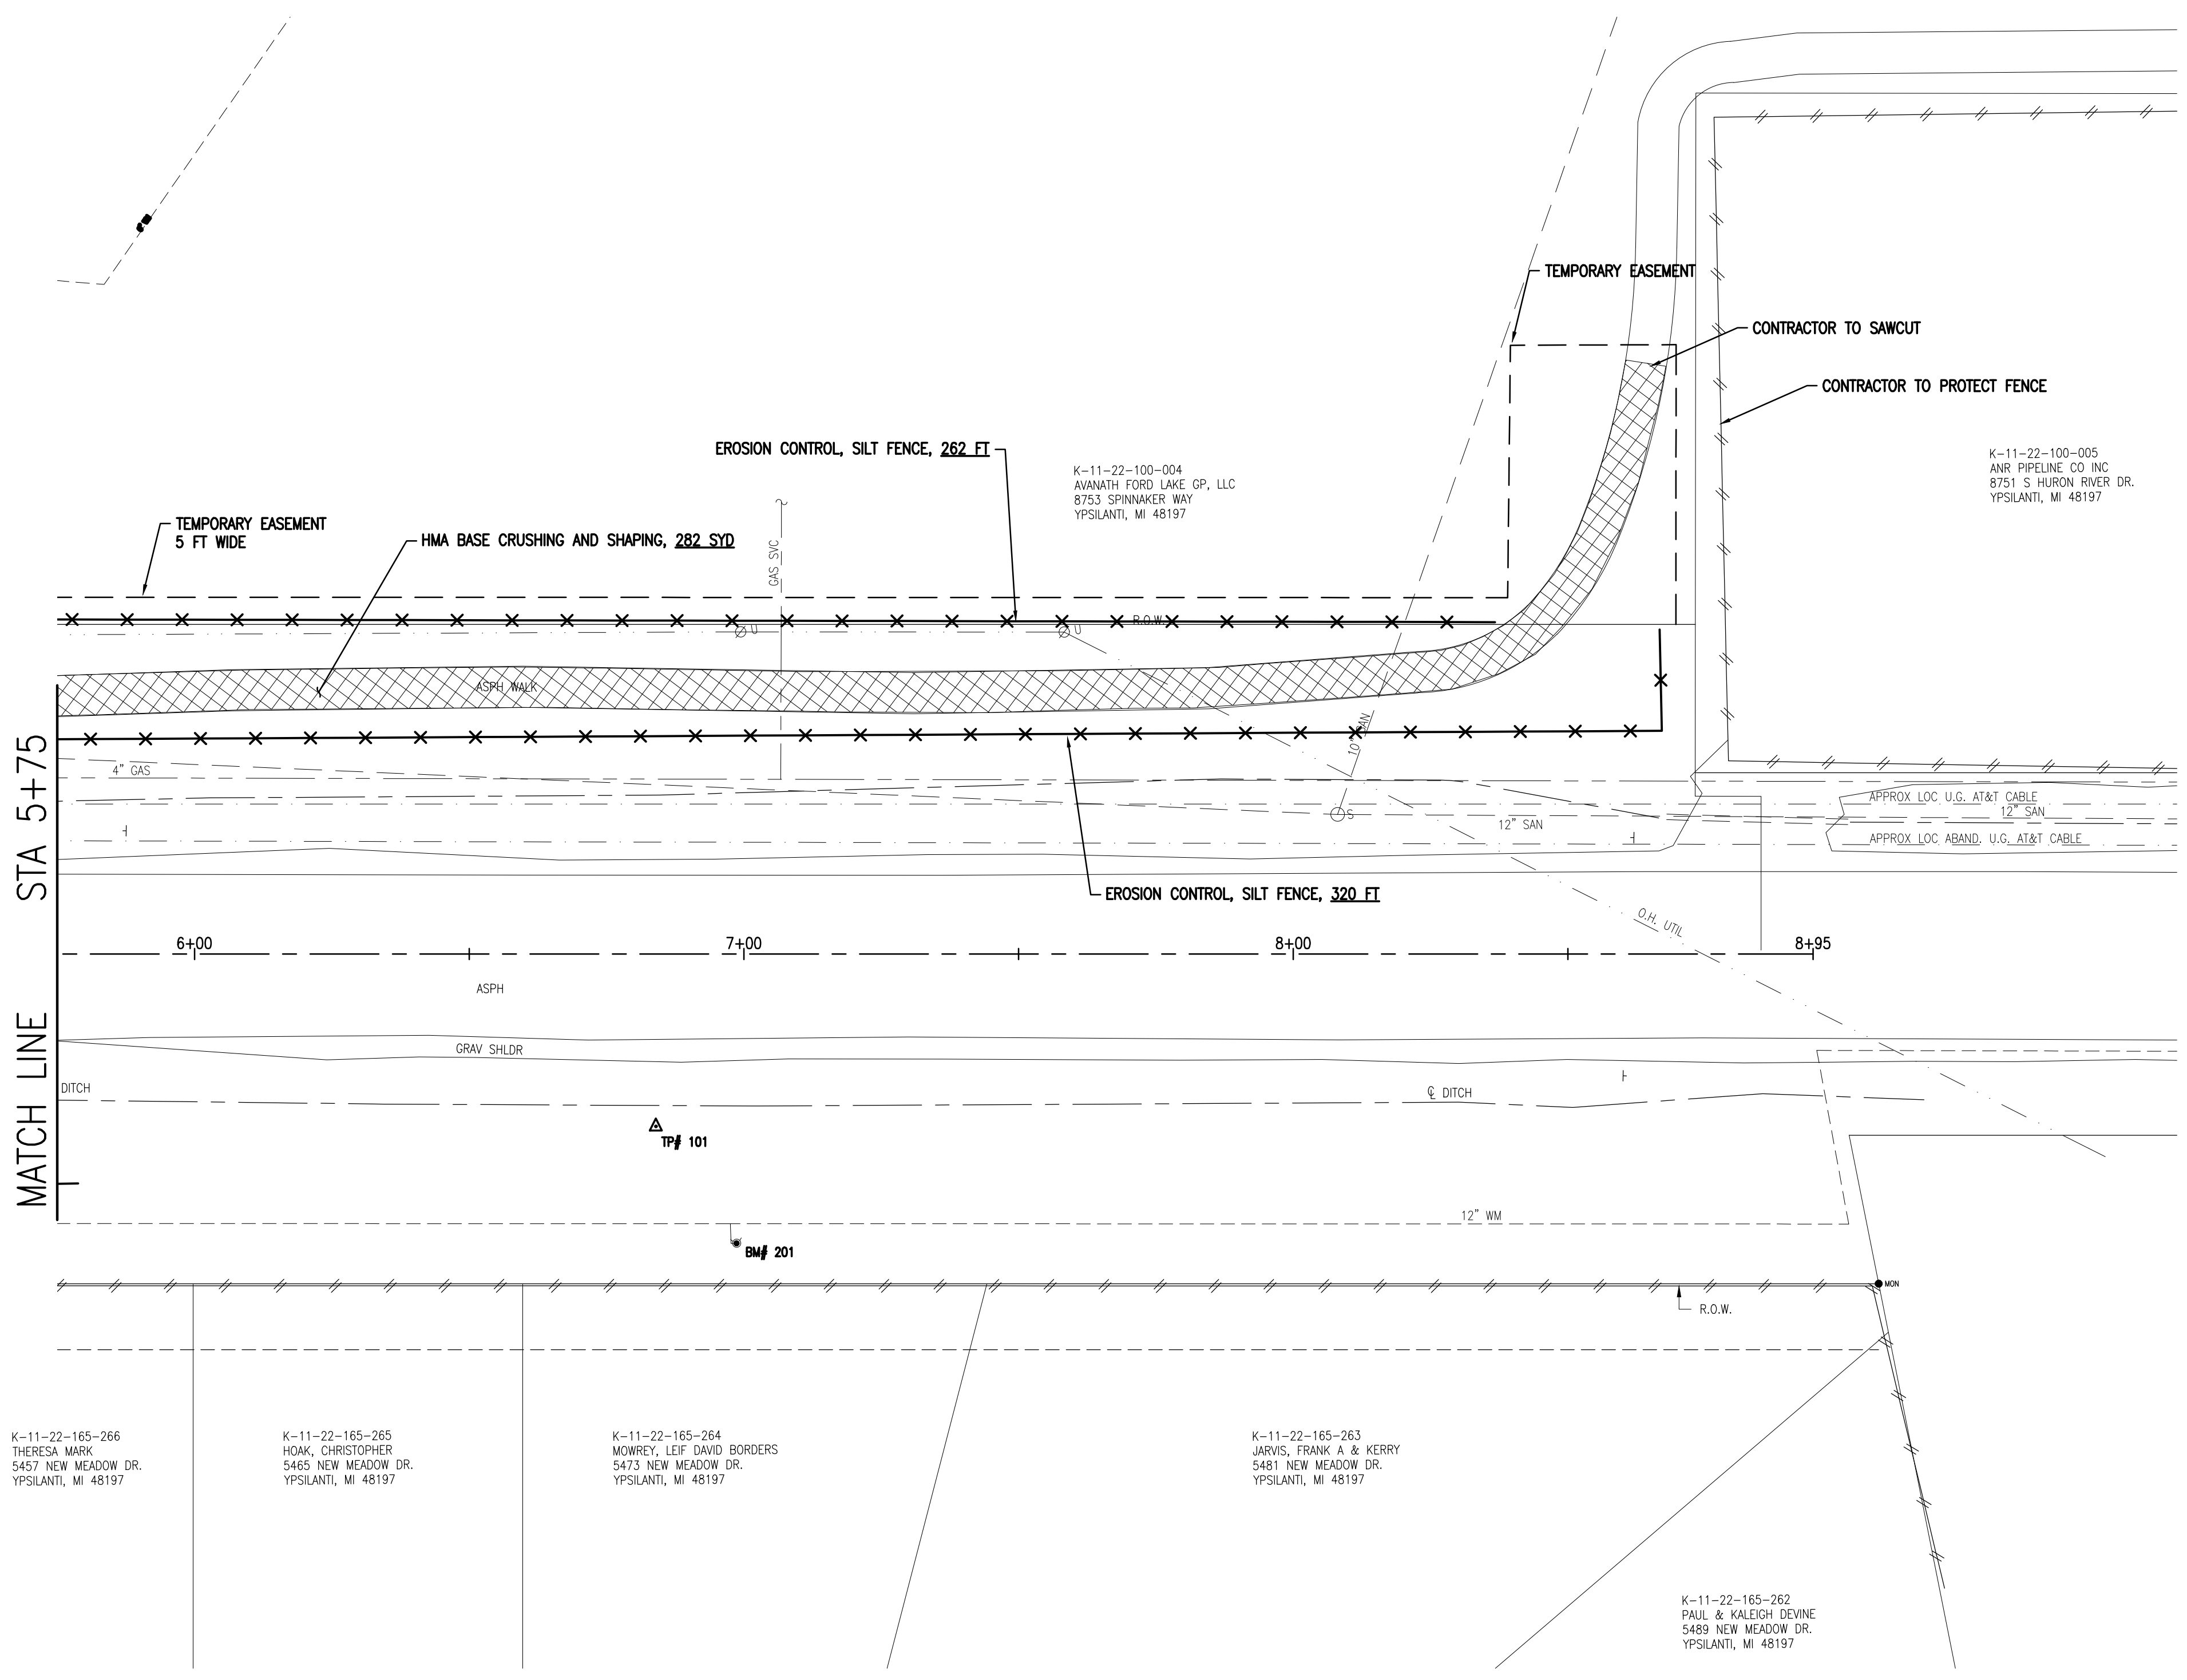 TEMPORARY EASEMENT
CONTRACTOR TO SAWCUT
CONTRACTOR TO PROTECT FENCE
EROSION CONTROL, SILT FENCE, 262 FT
K-11-22-100-004
AVANATH FORD LAKE GP, LLC
8753 SPINNAKER WAY
YPSILANTI, MI 48197
K-11-22-100-005
ANR PIPELINE CO INC
8751 S HURON RIVER DR.
YPSILANTI, MI 48197
TEMPORARY EASEMENT
5 FT WIDE
HMA BASE CRUSHING AND SHAPING, 282 SYD
GAS SVC
U
U
R.O.W.
ASPH WALK
10" SAN
4" GAS
S
12" SAN
APPROX LOC U.G. AT&T CABLE
12" SAN
APPROX LOC ABAND. U.G. AT&T CABLE
EROSION CONTROL, SILT FENCE, 320 FT
O.H. UTIL
MATCH LINE STA 5+75
6+00
7+00
8+00
8+95
ASPH
GRAV SHLDR
DITCH
℄ DITCH
TP# 101
12" WM
BM# 201
MON
R.O.W.
K-11-22-165-266
THERESA MARK
5457 NEW MEADOW DR.
YPSILANTI, MI 48197
K-11-22-165-265
HOAK, CHRISTOPHER
5465 NEW MEADOW DR.
YPSILANTI, MI 48197
K-11-22-165-264
MOWREY, LEIF DAVID BORDERS
5473 NEW MEADOW DR.
YPSILANTI, MI 48197
K-11-22-165-263
JARVIS, FRANK A & KERRY
5481 NEW MEADOW DR.
YPSILANTI, MI 48197
K-11-22-165-262
PAUL & KALEIGH DEVINE
5489 NEW MEADOW DR.
YPSILANTI, MI 48197